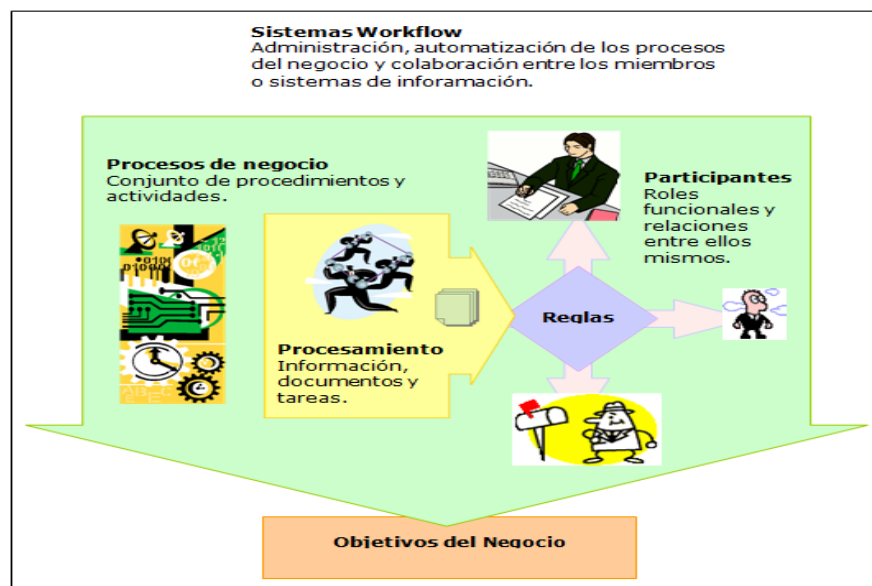 Sistemas Workflow
Administración, automatización de los procesos
del negocio y colaboración entre los miembros
o sistemas de inforamación.
Procesos de negocio
Conjunto de procedimientos y
actividades.
Participantes
Roles
funcionales y
relaciones
entre ellos
mismos.
Reglas
Procesamiento
Información,
documentos y
tareas.
Objetivos del Negocio